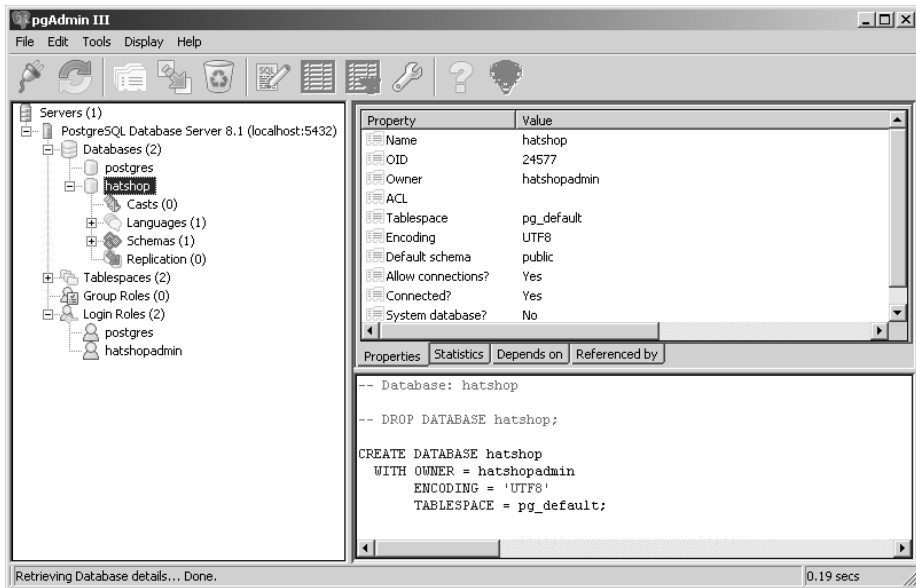 pgAdmin III
File Edit Tools Display Help
SQL
Servers (1)
PostgreSQL Database Server 8.1 (localhost:5432)
Databases (2)
postgres
hatshop
Casts (0)
Languages (1)
Schemas (1)
Replication (0)
Tablespaces (2)
Group Roles (0)
Login Roles (2)
postgres
hatshopadmin
Property Value
Name hatshop
OID 24577
Owner hatshopadmin
ACL
Tablespace pg_default
Encoding UTF8
Default schema public
Allow connections? Yes
Connected? Yes
System database? No
Properties Statistics Depends on Referenced by
-- Database: hatshop
-- DROP DATABASE hatshop;
CREATE DATABASE hatshop
WITH OWNER = hatshopadmin
ENCODING = 'UTF8'
TABLESPACE = pg_default;
Retrieving Database details... Done. 0.19 secs